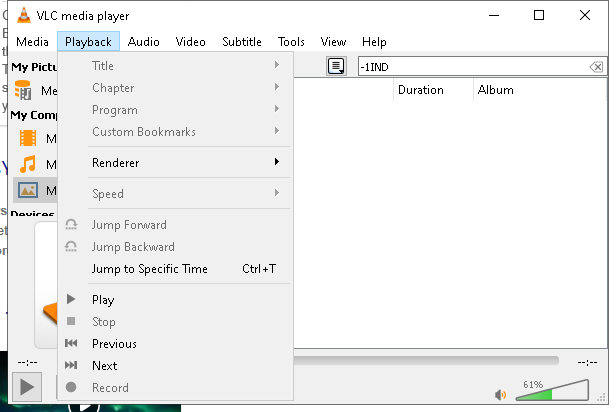 VLC media player
Media Playback Audio Video Subtitle Tools View Help
My Pictu
-1IND
Me
Duration Album
My Comp
M
M
M
Devices
Title
Chapter
Program
Custom Bookmarks
Renderer
Speed
Jump Forward
Jump Backward
Jump to Specific Time Ctrl+T
Play
Stop
Previous
Next
Record
--:-- --:--
61%